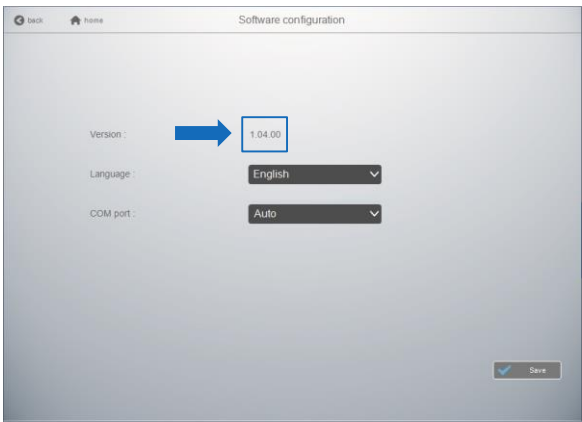 back home Software configuration
Version : 1.04.00
Language : English
COM port : Auto
Save